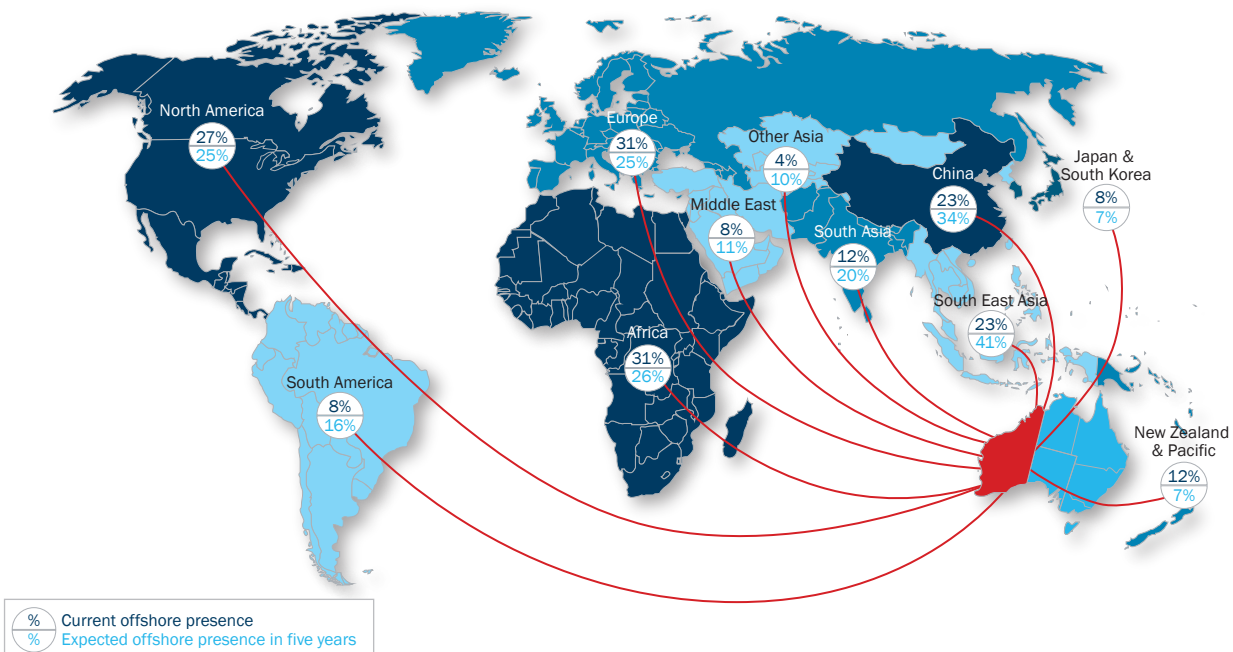 North America
27%
25%
Europe
31%
25%
Other Asia
4%
10%
China
23%
34%
Japan &
South Korea
8%
7%
Middle East
8%
11%
South Asia
12%
20%
South East Asia
23%
41%
Africa
31%
26%
South America
8%
16%
New Zealand
& Pacific
12%
7%
% Current offshore presence
% Expected offshore presence in five years